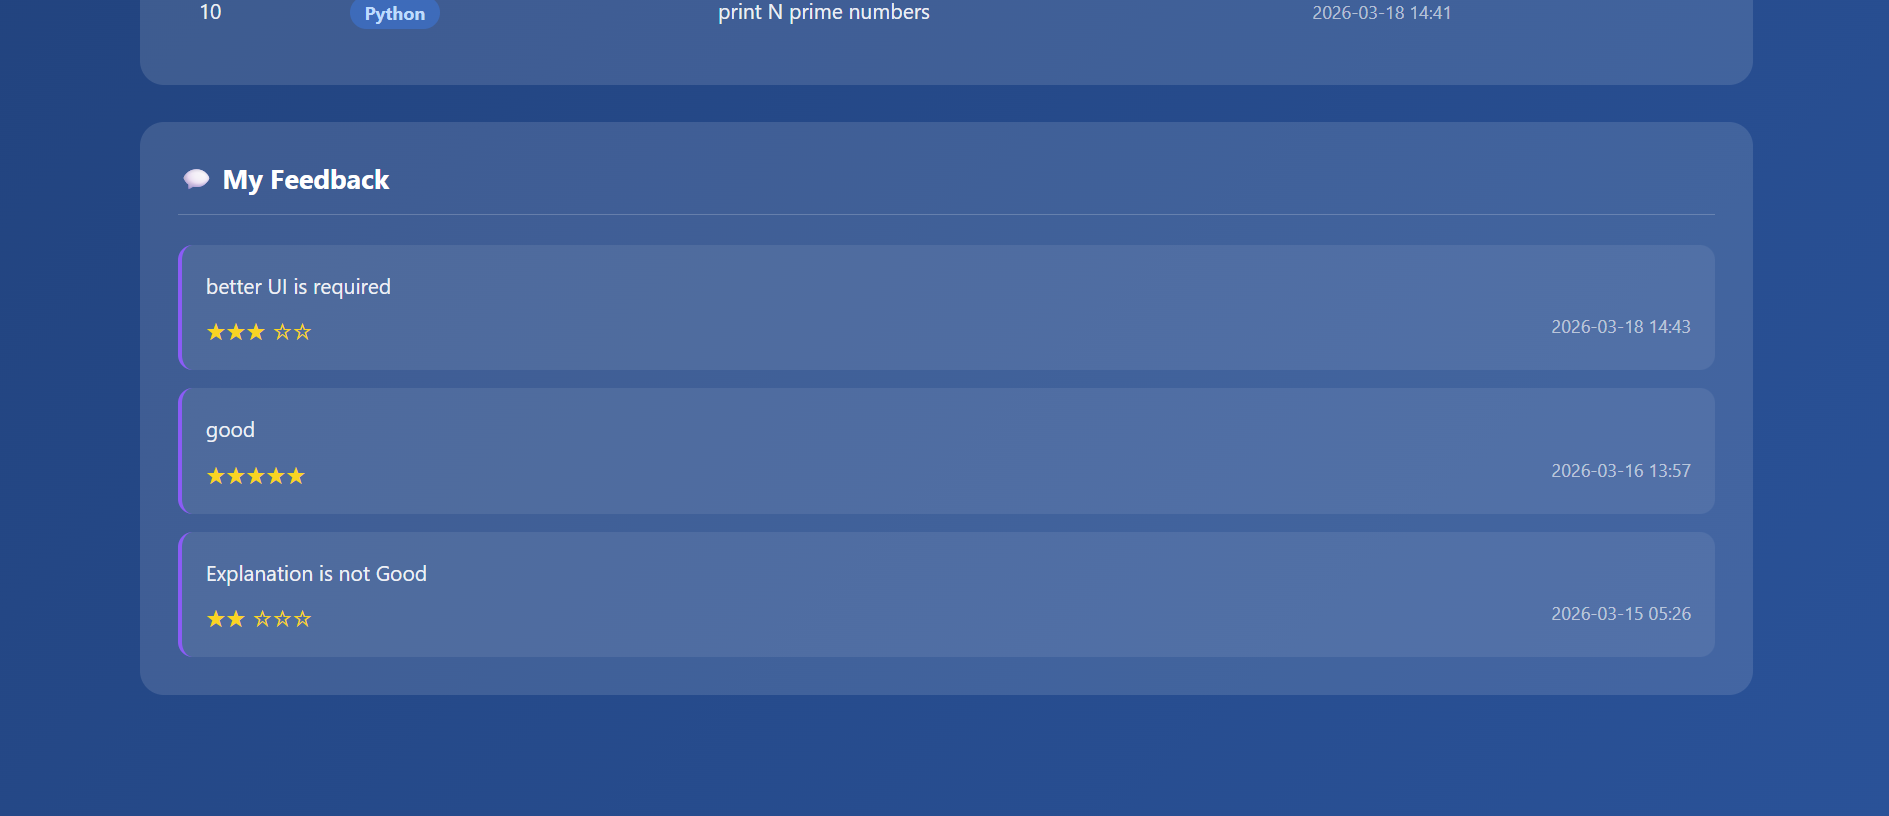 10 Python print N prime numbers 2026-03-18 14:41
💬 My Feedback
better UI is required
★★★☆☆ 2026-03-18 14:43
good
★★★★★ 2026-03-16 13:57
Explanation is not Good
★★☆☆☆ 2026-03-15 05:26